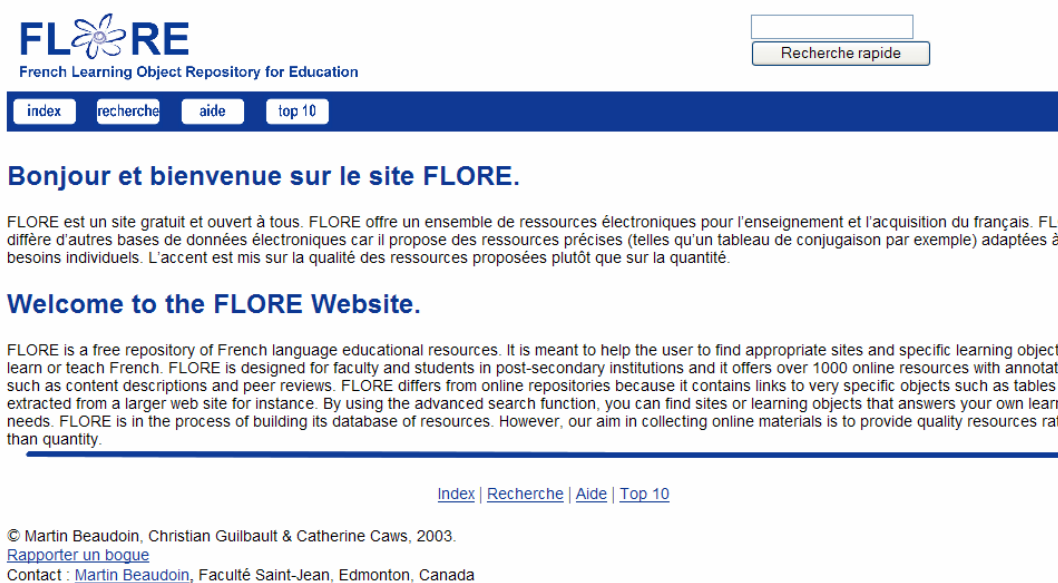 FLORE
Recherche rapide
French Learning Object Repository for Education
index recherche aide top 10
Bonjour et bienvenue sur le site FLORE.
FLORE est un site gratuit et ouvert à tous. FLORE offre un ensemble de ressources électroniques pour l'enseignement et l'acquisition du français.
diffère d'autres bases de données électroniques car il propose des ressources précises (telles qu'un tableau de conjugaison par exemple) adaptées à
besoins individuels. L'accent est mis sur la qualité des ressources proposées plutôt que sur la quantité.
Welcome to the FLORE Website.
FLORE is a free repository of French language educational resources. It is meant to help the user to find appropriate sites and specific learning object
learn or teach French. FLORE is designed for faculty and students in post-secondary institutions and it offers over 1000 online resources with annotat
such as content descriptions and peer reviews. FLORE differs from online repositories because it contains links to very specific objects such as tables
extracted from a larger web site for instance. By using the advanced search function, you can find sites or learning objects that answers your own lear
needs. FLORE is in the process of building its database of resources. However, our aim in collecting online materials is to provide quality resources ra
than quantity.
Index | Recherche | Aide | Top 10
© Martin Beaudoin, Christian Guilbault & Catherine Caws, 2003.
Rapporter un bogue
Contact : Martin Beaudoin, Faculté Saint-Jean, Edmonton, Canada